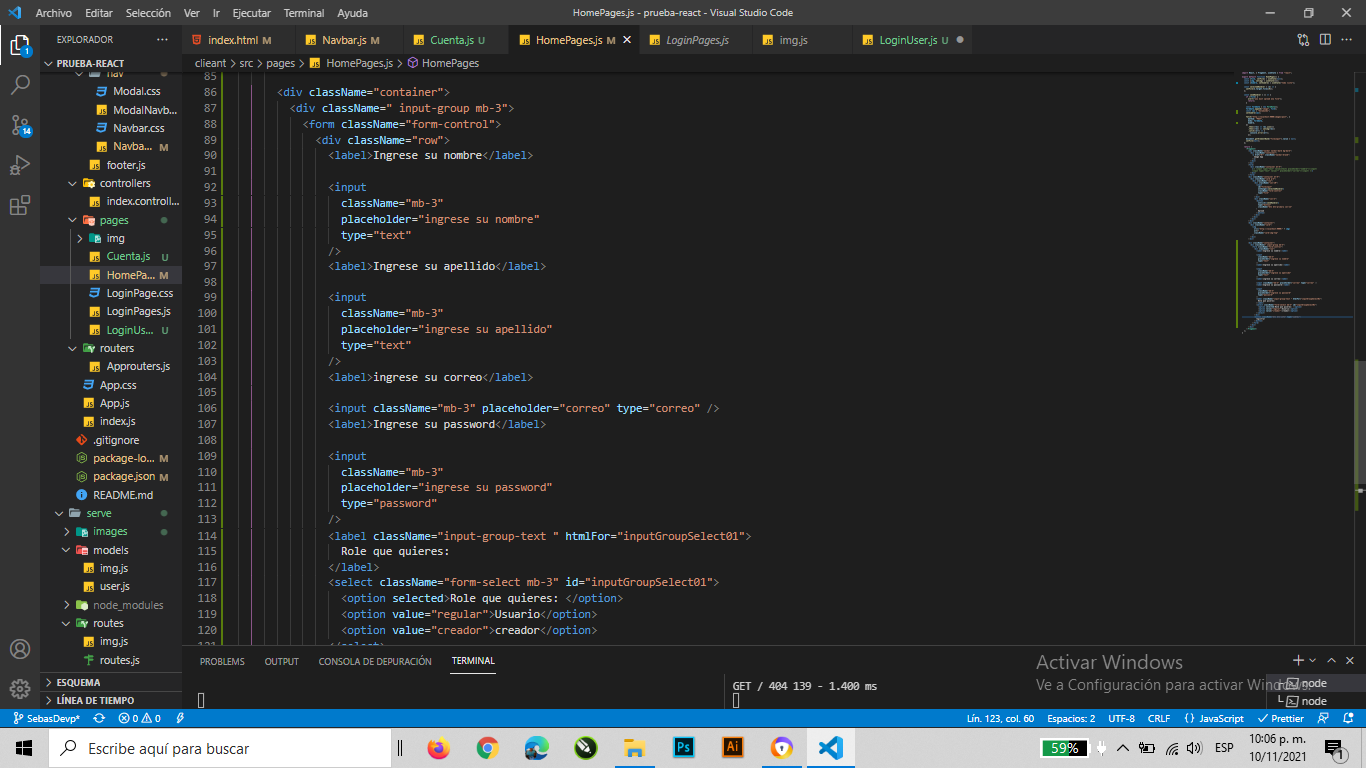 Archivo Editar Selección Ver Ir Ejecutar Terminal Ayuda
HomePages.js - prueba-react - Visual Studio Code
EXPLORADOR
index.html M
Navbar.js M
Cuenta.js U
HomePages.js M
LoginPages.js
img.js
LoginUser.js U
1
14
PRUEBA-REACT
nav
Modal.css
ModalNavb...
Navbar.css
Navba... M
footer.js
controllers
index.controll...
pages
img
Cuenta.js U
HomePa... M
LoginPage.css
LoginPages.js
LoginUs... U
routers
Approuters.js
App.css
App.js
index.js
.gitignore
package-lo... M
package.json M
README.md
serve
images
models
img.js
user.js
node_modules
routes
img.js
routes.js
ESQUEMA
LÍNEA DE TIEMPO
clieant > src > pages > HomePages.js > HomePages
85
86 <div className="container">
87 <div className=" input-group mb-3">
88 <form className="form-control">
89 <div className="row">
90 <label>Ingrese su nombre</label>
91
92 <input
93 className="mb-3"
94 placeholder="ingrese su nombre"
95 type="text"
96 />
97 <label>Ingrese su apellido</label>
98
99 <input
100 className="mb-3"
101 placeholder="ingrese su apellido"
102 type="text"
103 />
104 <label>ingrese su correo</label>
105
106 <input className="mb-3" placeholder="correo" type="correo" />
107 <label>Ingrese su password</label>
108
109 <input
110 className="mb-3"
111 placeholder="ingrese su password"
112 type="password"
113 />
114 <label className="input-group-text " htmlFor="inputGroupSelect01">
115 Role que quieres:
116 </label>
117 <select className="form-select mb-3" id="inputGroupSelect01">
118 <option selected>Role que quieres: </option>
119 <option value="regular">Usuario</option>
120 <option value="creador">creador</option>
121 </select>
PROBLEMS OUTPUT CONSOLA DE DEPURACIÓN TERMINAL
GET / 404 139 - 1.400 ms
node
node
Activar Windows
Ve a Configuración para activar Windows.
SebasDevp* 0 0
Lín. 123, col. 60 Espacios: 2 UTF-8 CRLF {} JavaScript Prettier
Escribe aquí para buscar
Ps
Ai
59%
ESP
10:06 p. m.
10/11/2021
1